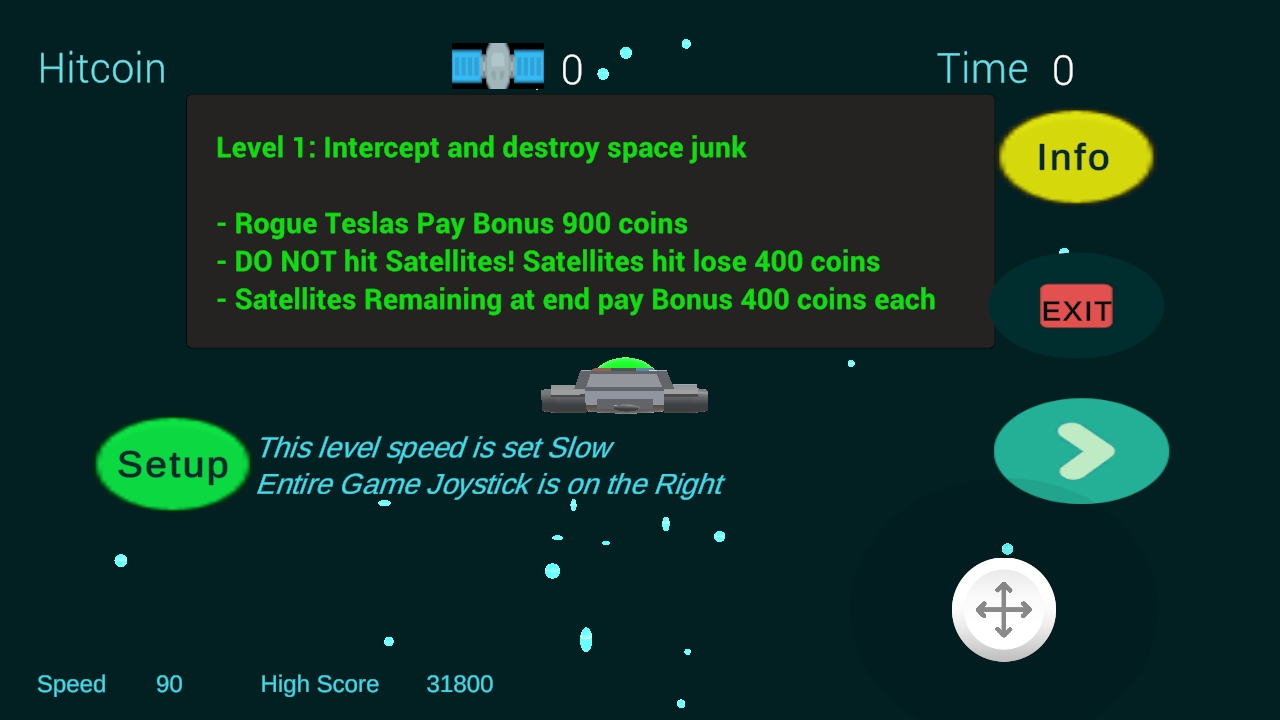 Hitcoin 0 Time 0
Level 1: Intercept and destroy space junk
- Rogue Teslas Pay Bonus 900 coins
- DO NOT hit Satellites! Satellites hit lose 400 coins
- Satellites Remaining at end pay Bonus 400 coins each
Info
EXIT
Setup
This level speed is set Slow
Entire Game Joystick is on the Right
Speed 90 High Score 31800